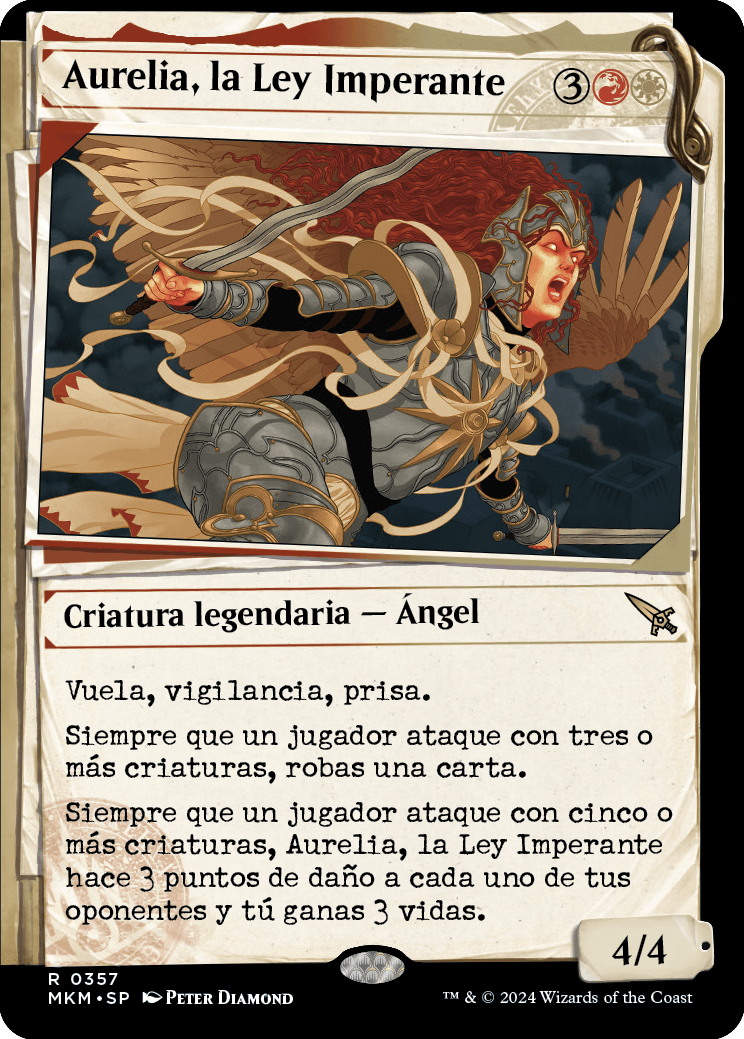 Aurelia, la Ley Imperante 3
Criatura legendaria — Ángel
Vuela, vigilancia, prisa.
Siempre que un jugador ataque con tres o
más criaturas, robas una carta.
Siempre que un jugador ataque con cinco o
más criaturas, Aurelia, la Ley Imperante
hace 3 puntos de daño a cada uno de tus
oponentes y tú ganas 3 vidas.
4/4
R 0357
MKM • SP Peter Diamond
™ & © 2024 Wizards of the Coast